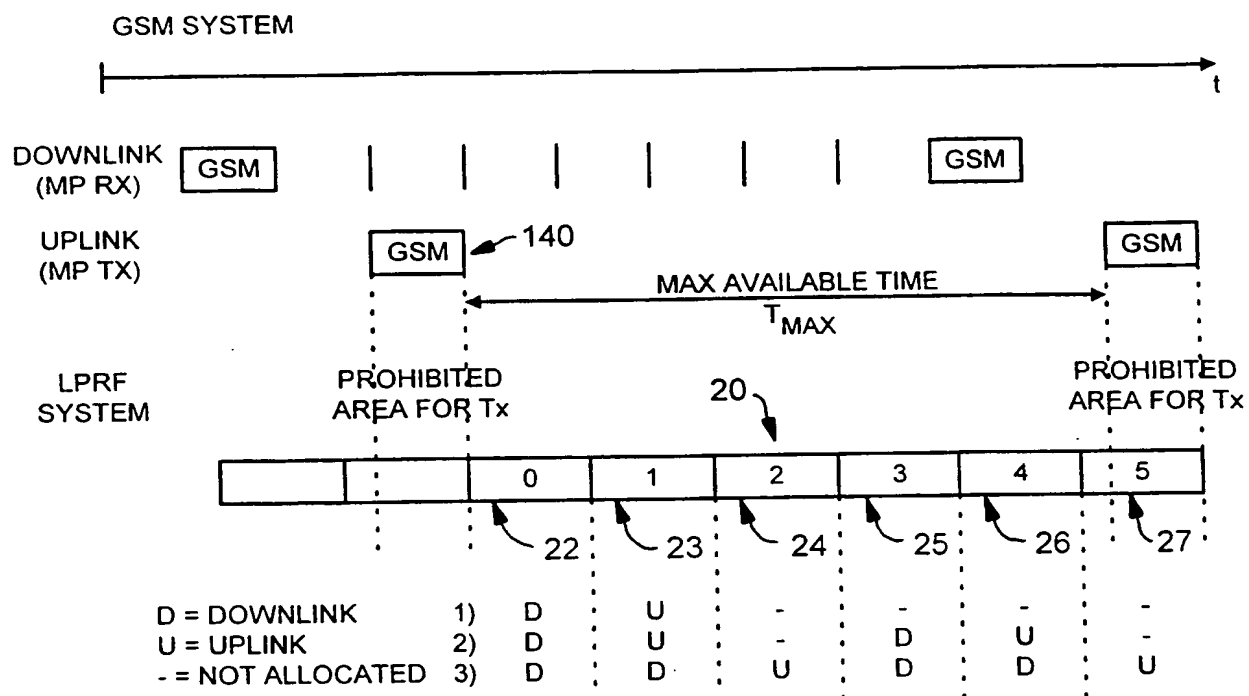 GSM SYSTEM
t
DOWNLINK
(MP RX)
GSM
GSM
UPLINK
(MP TX)
GSM
140
GSM
MAX AVAILABLE TIME
TMAX
LPRF
SYSTEM
PROHIBITED
AREA FOR Tx
20
PROHIBITED
AREA FOR Tx
0 1 2 3 4 5
22 23 24 25 26 27
D = DOWNLINK 1) D U - - - -
U = UPLINK 2) D U - D U -
- = NOT ALLOCATED 3) D D U D D U